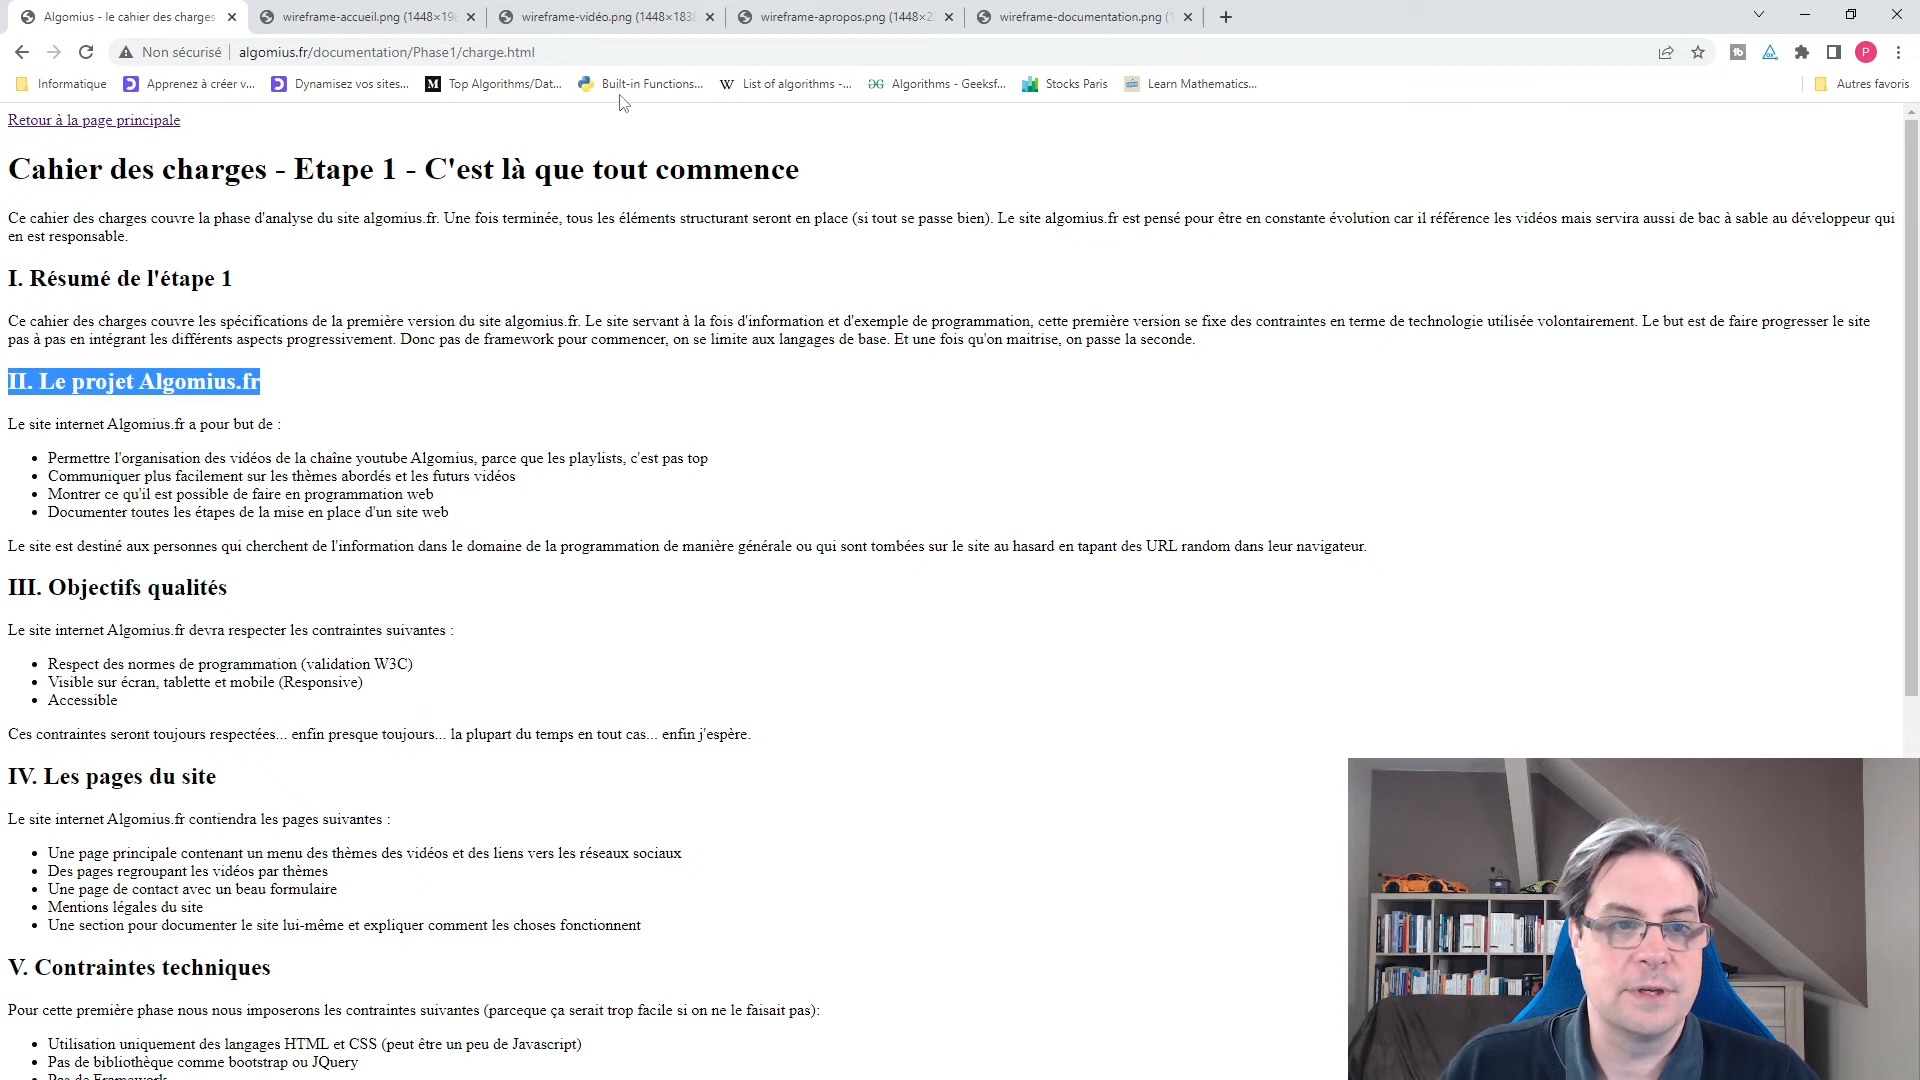 Algomius - le cahier des charges
wireframe-accueil.png (1448×198
wireframe-vidéo.png (1448×1838
wireframe-apropos.png (1448×2
wireframe-documentation.png (1
Non sécurisé
algomius.fr/documentation/Phase1/charge.html
P
Informatique
Apprenez à créer v...
Dynamisez vos sites...
Top Algorithms/Dat...
Built-in Functions...
List of algorithms -...
Algorithms - Geeksf...
Stocks Paris
Learn Mathematics...
Autres favoris
Retour à la page principale
Cahier des charges - Etape 1 - C'est là que tout commence
Ce cahier des charges couvre la phase d'analyse du site algomius.fr. Une fois terminée, tous les éléments structurant seront en place (si tout se passe bien). Le site algomius.fr est pensé pour être en constante évolution car il référence les vidéos mais servira aussi de bac à sable au développeur qui
en est responsable.
I. Résumé de l'étape 1
Ce cahier des charges couvre les spécifications de la première version du site algomius.fr. Le site servant à la fois d'information et d'exemple de programmation, cette première version se fixe des contraintes en terme de technologie utilisée volontairement. Le but est de faire progresser le site
pas à pas en intégrant les différents aspects progressivement. Donc pas de framework pour commencer, on se limite aux langages de base. Et une fois qu'on maitrise, on passe la seconde.
II. Le projet Algomius.fr
Le site internet Algomius.fr a pour but de :
• Permettre l'organisation des vidéos de la chaîne youtube Algomius, parce que les playlists, c'est pas top
• Communiquer plus facilement sur les thèmes abordés et les futurs vidéos
• Montrer ce qu'il est possible de faire en programmation web
• Documenter toutes les étapes de la mise en place d'un site web
Le site est destiné aux personnes qui cherchent de l'information dans le domaine de la programmation de manière générale ou qui sont tombées sur le site au hasard en tapant des URL random dans leur navigateur.
III. Objectifs qualités
Le site internet Algomius.fr devra respecter les contraintes suivantes :
• Respect des normes de programmation (validation W3C)
• Visible sur écran, tablette et mobile (Responsive)
• Accessible
Ces contraintes seront toujours respectées... enfin presque toujours... la plupart du temps en tout cas... enfin j'espère.
IV. Les pages du site
Le site internet Algomius.fr contiendra les pages suivantes :
• Une page principale contenant un menu des thèmes des vidéos et des liens vers les réseaux sociaux
• Des pages regroupant les vidéos par thèmes
• Une page de contact avec un beau formulaire
• Mentions légales du site
• Une section pour documenter le site lui-même et expliquer comment les choses fonctionnent
V. Contraintes techniques
Pour cette première phase nous nous imposerons les contraintes suivantes (parceque ça serait trop facile si on ne le faisait pas):
• Utilisation uniquement des langages HTML et CSS (peut être un peu de Javascript)
• Pas de bibliothèque comme bootstrap ou JQuery
• Pas de Framework